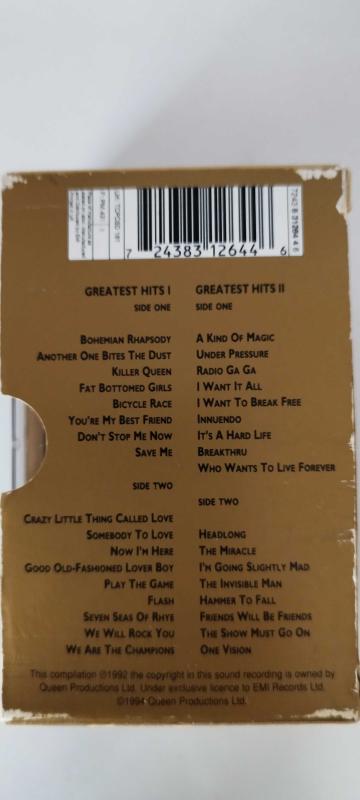 7 24383 12644 6
UK: TCPCSD 161
GREATEST HITS I
SIDE ONE
BOHEMIAN RHAPSODY
ANOTHER ONE BITES THE DUST
KILLER QUEEN
FAT BOTTOMED GIRLS
BICYCLE RACE
YOU'RE MY BEST FRIEND
DON'T STOP ME NOW
SAVE ME
SIDE TWO
CRAZY LITTLE THING CALLED LOVE
SOMEBODY TO LOVE
NOW I'M HERE
GOOD OLD-FASHIONED LOVER BOY
PLAY THE GAME
FLASH
SEVEN SEAS OF RHYE
WE WILL ROCK YOU
WE ARE THE CHAMPIONS
GREATEST HITS II
SIDE ONE
A KIND OF MAGIC
UNDER PRESSURE
RADIO GA GA
I WANT IT ALL
I WANT TO BREAK FREE
INNUENDO
IT'S A HARD LIFE
BREAKTHRU
WHO WANTS TO LIVE FOREVER
SIDE TWO
HEADLONG
THE MIRACLE
I'M GOING SLIGHTLY MAD
THE INVISIBLE MAN
HAMMER TO FALL
FRIENDS WILL BE FRIENDS
THE SHOW MUST GO ON
ONE VISION
This compilation ℗1992 the copyright in this sound recording is owned by
Queen Productions Ltd. Under exclusive licence to EMI Records Ltd.
©1994 Queen Productions Ltd.